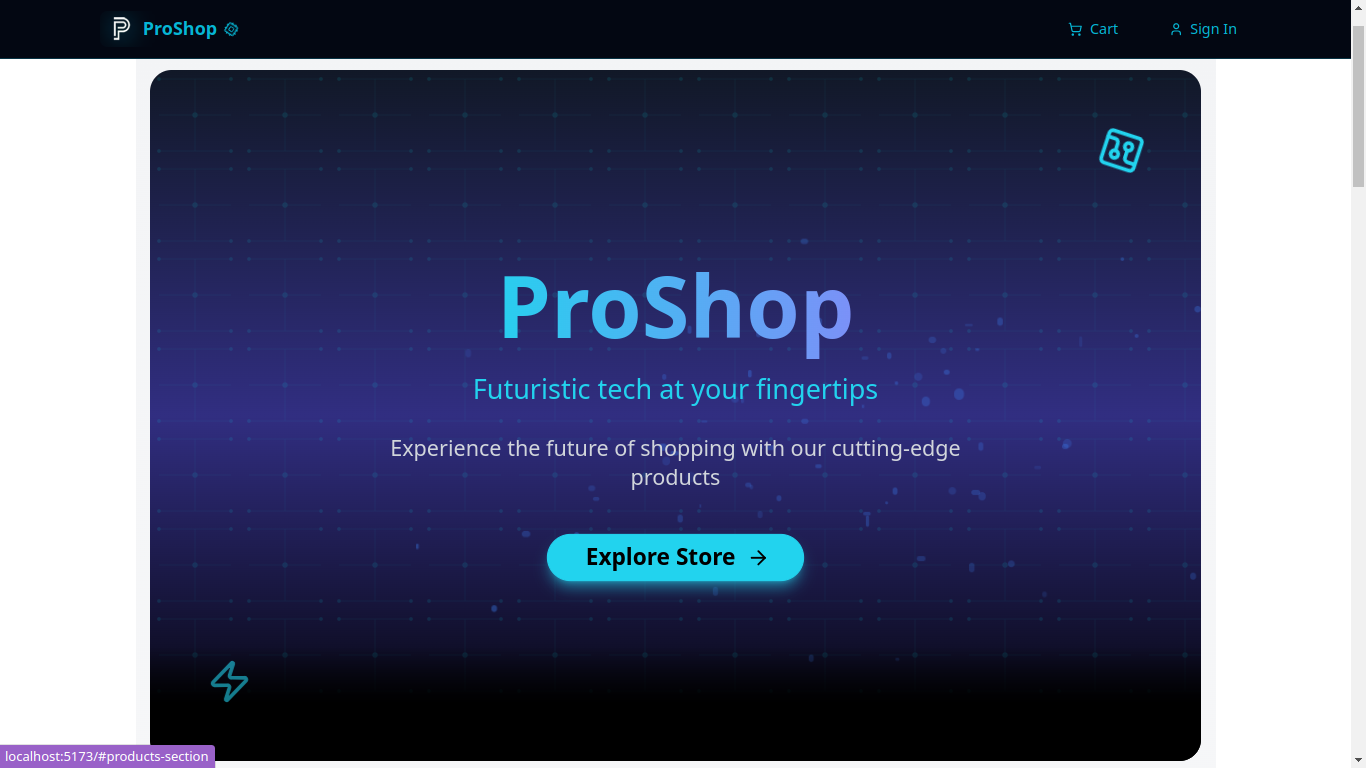 ProShop
Cart
Sign In
ProShop
Futuristic tech at your fingertips
Experience the future of shopping with our cutting-edge
products
Explore Store
localhost:5173/#products-section